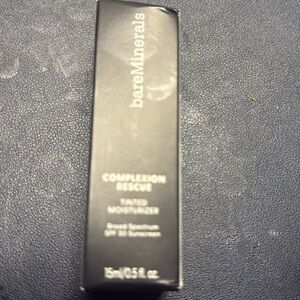 bareMinerals
COMPLEXION
RESCUE
TINTED
MOISTURIZER
Broad Spectrum
SPF 30 Sunscreen
15ml/0.5 fl. oz.